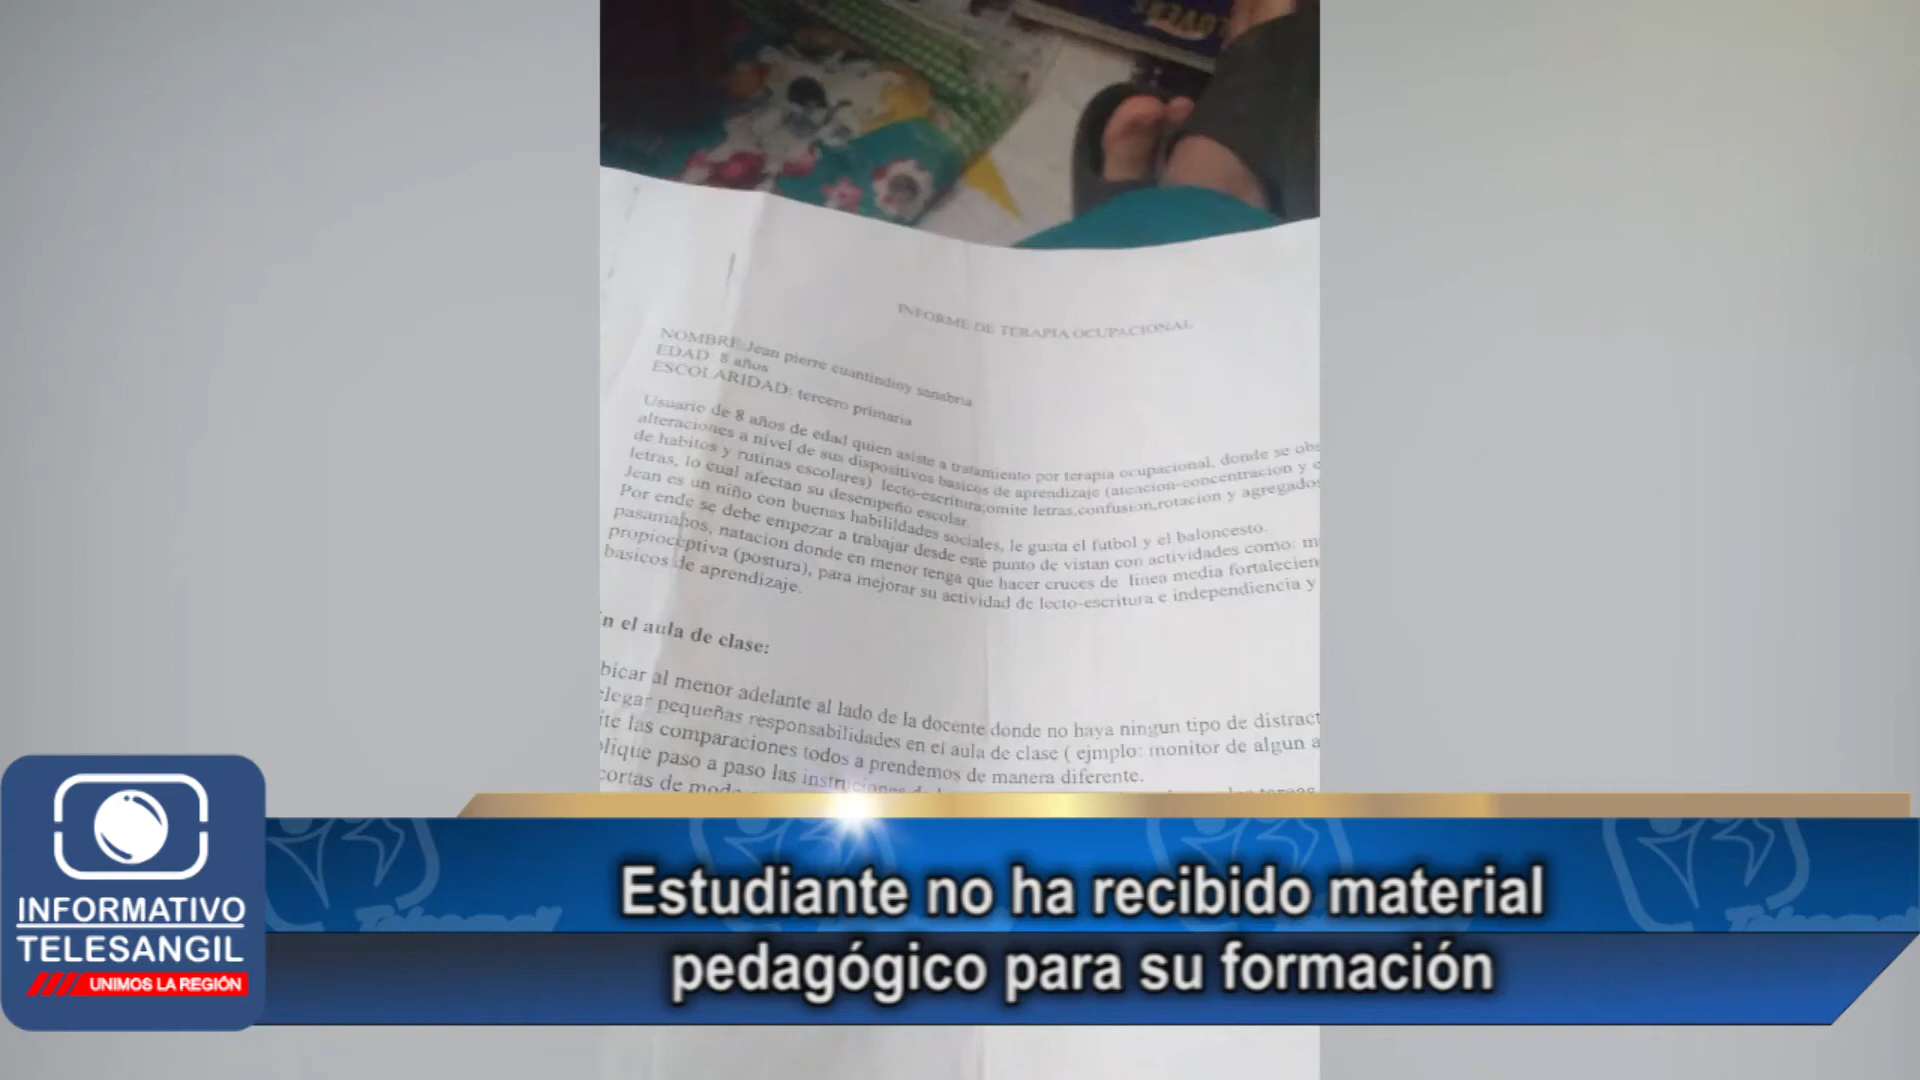 LOVERS
INFORME DE TERAPIA OCUPACIONAL
NOMBRE:Jean pierre cuantindioy sanabria
EDAD 8 años
ESCOLARIDAD: tercero primaria
Usuario de 8 años de edad quien asiste a tratamiento por terapia ocupacional, donde se obs
alteraciones a nivel de sus dispositivos basicos de aprendizaje (atencion-concentracion y
de habitos y rutinas escolares) lecto-escritura;omite letras,confusion,rotacion y agregados
letras, lo cual afectan su desempeño escolar.
Jean es un niño con buenas habilildades sociales, le gusta el futbol y el baloncesto.
Por ende se debe empezar a trabajar desde este punto de vistan con actividades como: m
pasamanos, natacion donde en menor tenga que hacer cruces de linea media fortalecien
propioceptiva (postura), para mejorar su actividad de lecto-escritura e independiencia y
basicos de aprendizaje.
n el aula de clase:
bicar al menor adelante al lado de la docente donde no haya ningun tipo de distract
elegar pequeñas responsabilidades en el aula de clase ( ejmplo: monitor de algun a
ite las comparaciones todos a prendemos de manera diferente.
plique paso a paso las instruciones
cortas de modo
INFORMATIVO
TELESANGIL
UNIMOS LA REGIÓN
Estudiante no ha recibido material
pedagógico para su formación